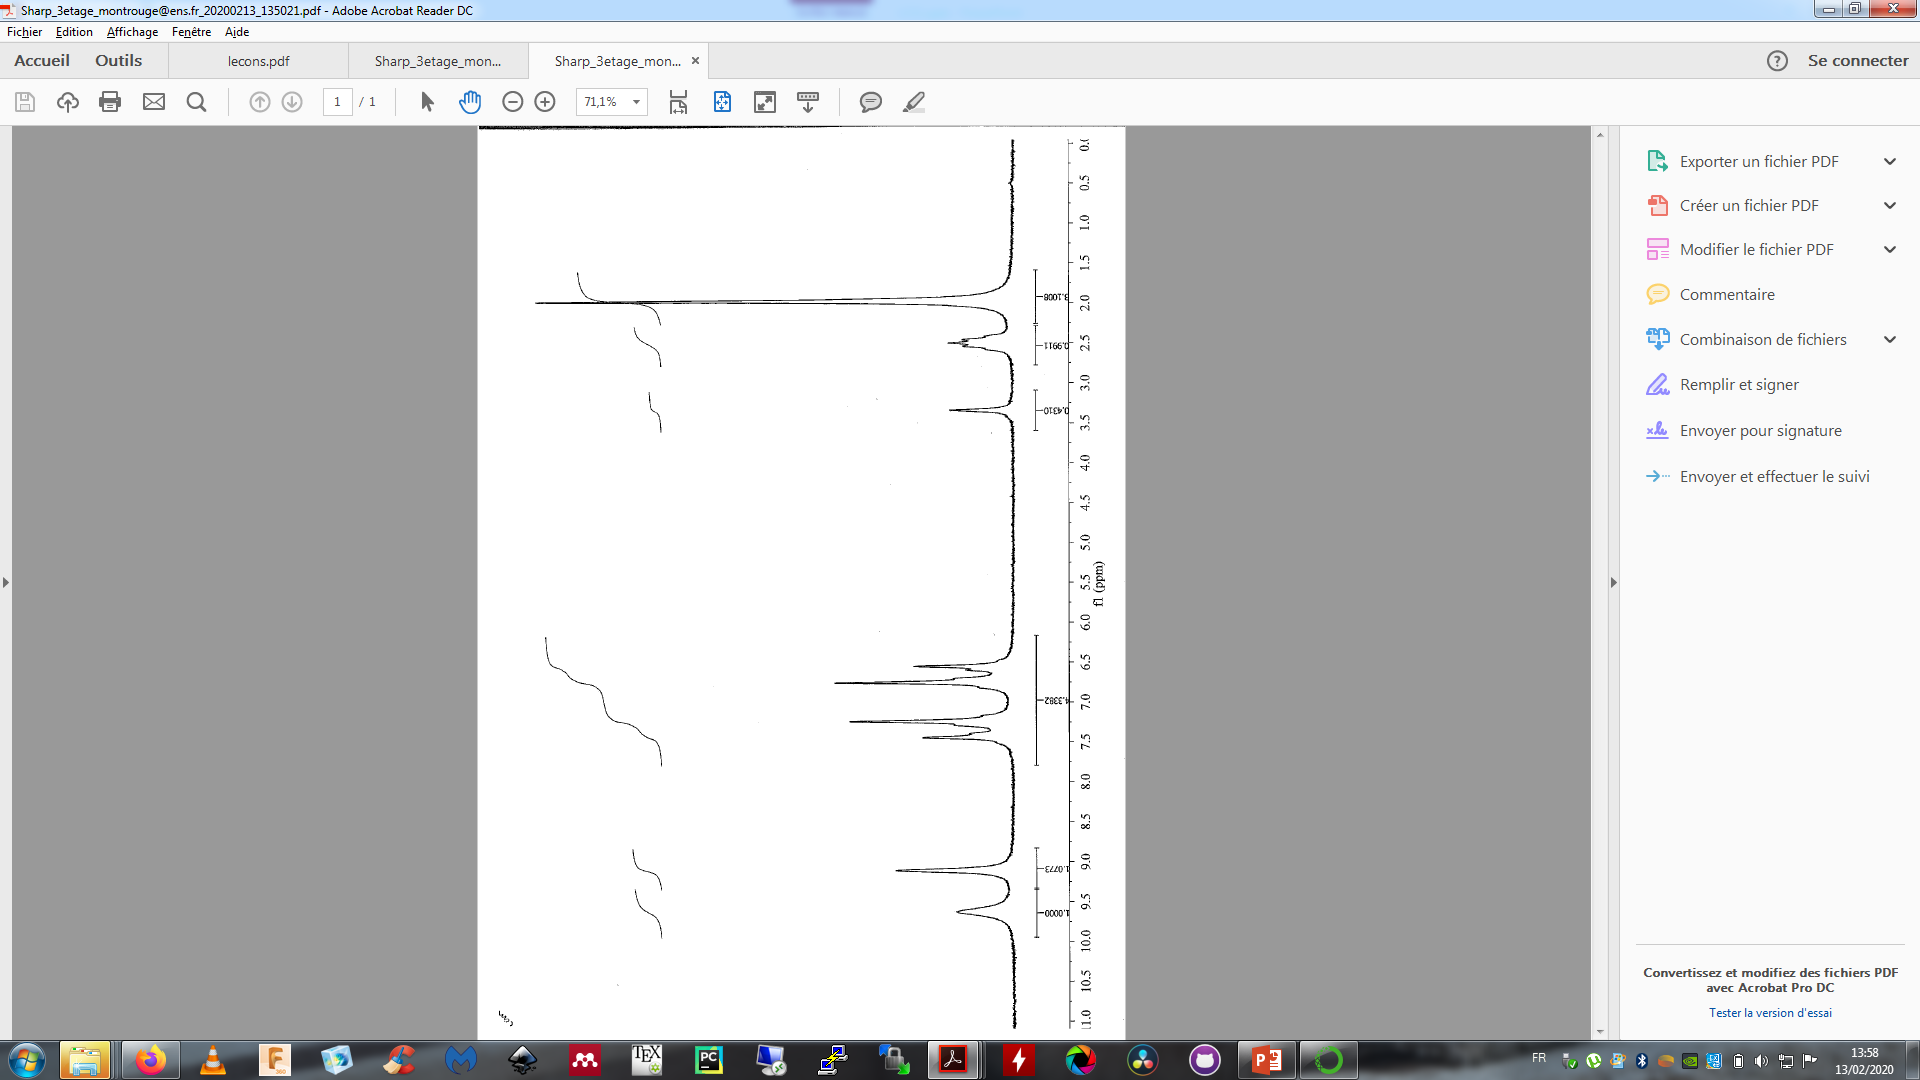 Sharp_3etage_montrouge@ens.fr_20200213_135021.pdf - Adobe Acrobat Reader DC
Fichier Edition Affichage Fenêtre Aide
Accueil Outils lecons.pdf Sharp_3etage_mon... Sharp_3etage_mon... × ? Se connecter
1 / 1 71,1%
Exporter un fichier PDF
Créer un fichier PDF
Modifier le fichier PDF
Commentaire
Combinaison de fichiers
Remplir et signer
Envoyer pour signature
Envoyer et effectuer le suivi
Convertissez et modifiez des fichiers PDF
avec Acrobat Pro DC
Tester la version d'essai
0.5
1.0
1.5
2.0
2.5
3.0
3.5
4.0
4.5
5.0
5.5
6.0
6.5
7.0
7.5
8.0
8.5
9.0
9.5
10.0
10.5
f1 (ppm)
3.1008
0.9911
0.4310
4.3382
1.0773
1.0000
FR
13:58
13/02/2020